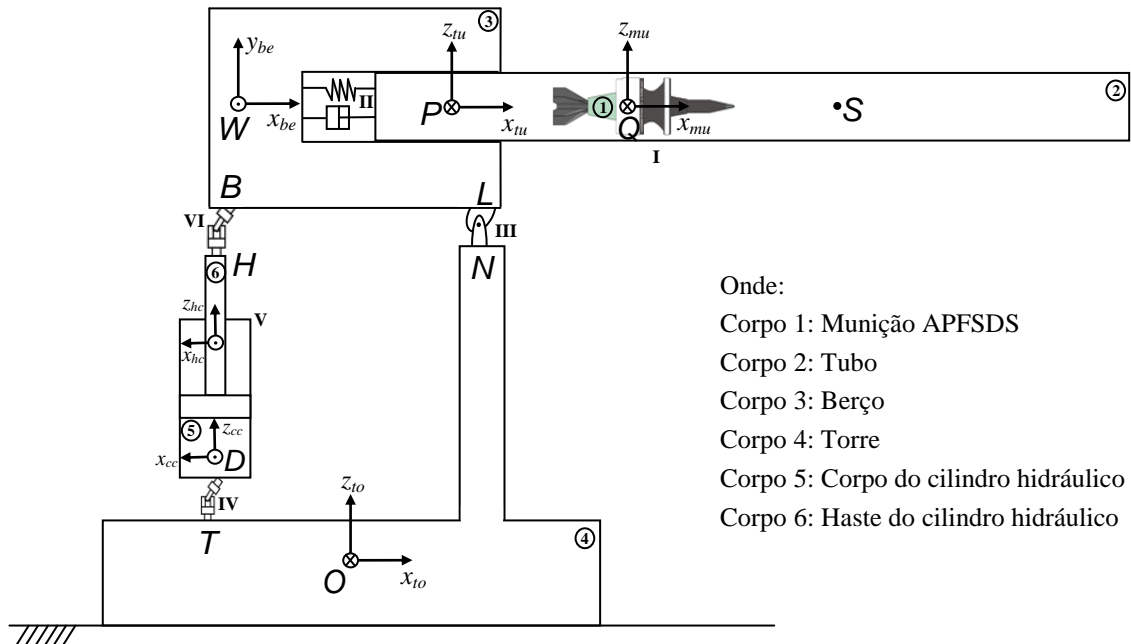 3
y_be
z_tu
z_mu
II
1
2
W
x_be
P
x_tu
Q
x_mu
S
I
B
L
VI
III
6
H
N
z_hc
V
x_hc
5
z_cc
x_cc
D
IV
z_to
T
4
O
x_to
Onde:
Corpo 1: Munição APFSDS
Corpo 2: Tubo
Corpo 3: Berço
Corpo 4: Torre
Corpo 5: Corpo do cilindro hidráulico
Corpo 6: Haste do cilindro hidráulico